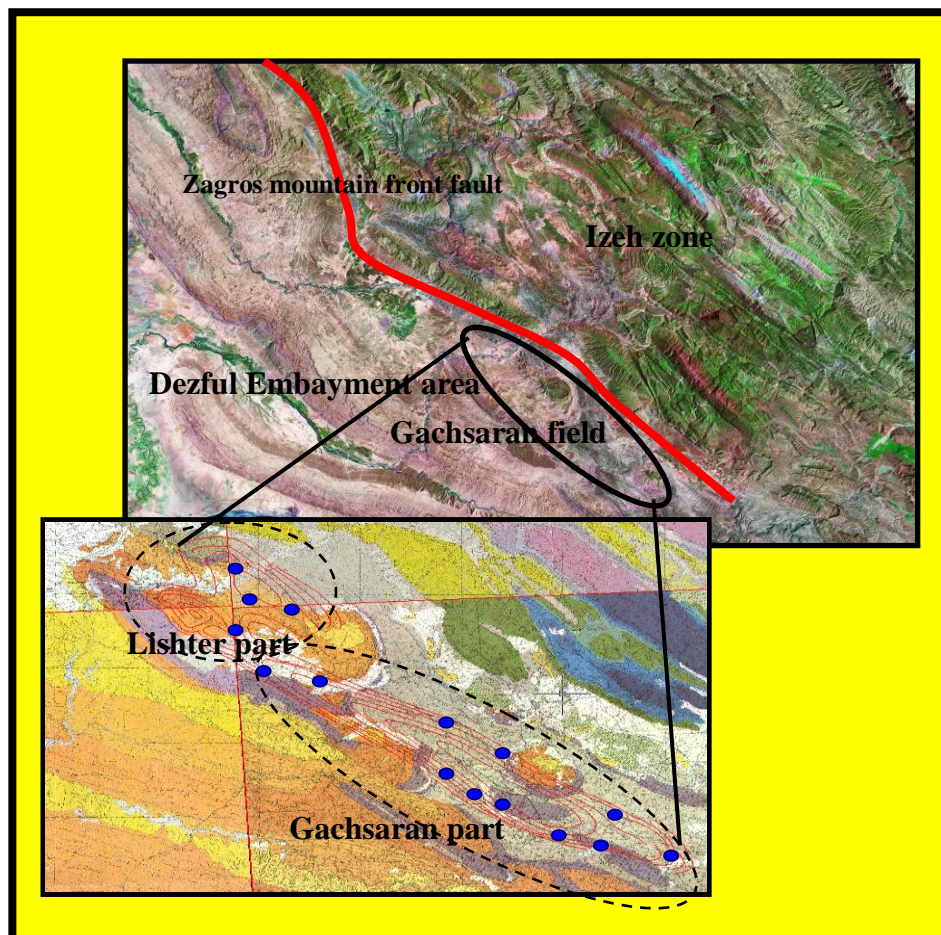 Zagros mountain front fault
Izeh zone
Dezful Embayment area
Gachsaran field
Lishter part
Gachsaran part